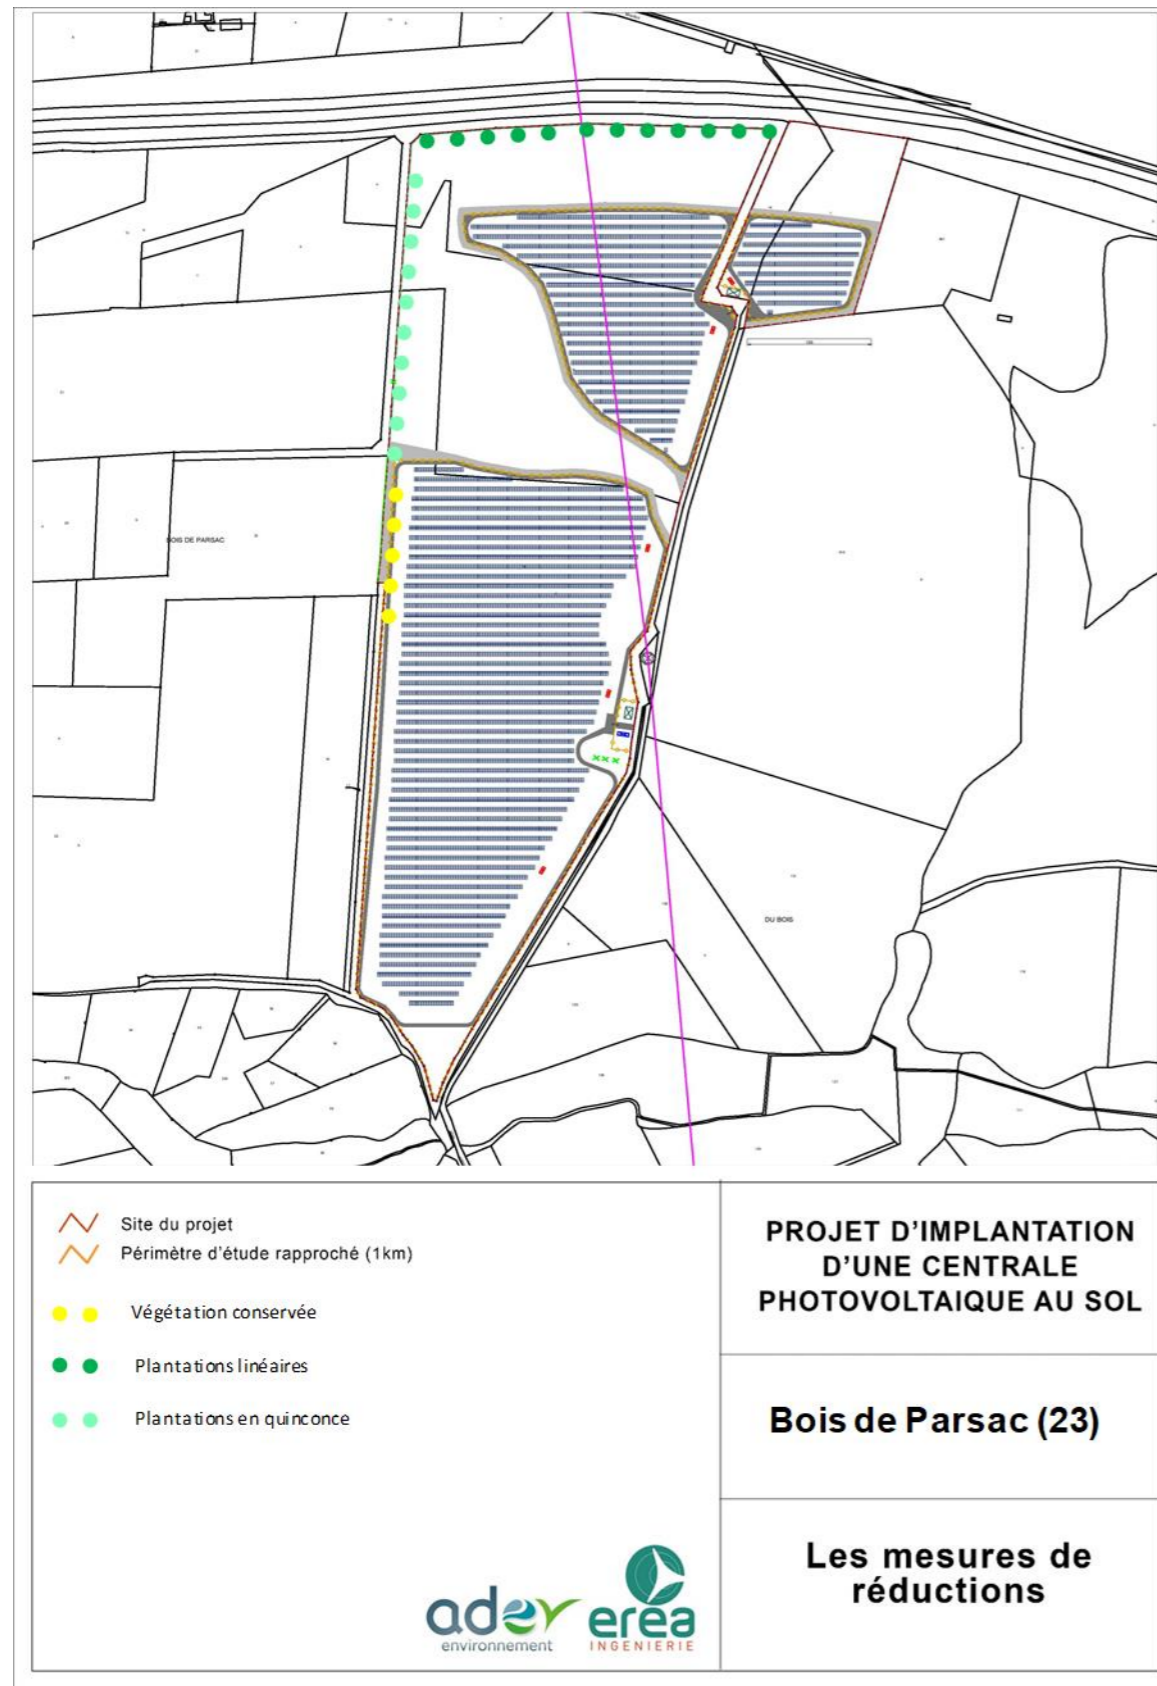 BOIS DE PARSAC
DU BOIS
Site du projet
Périmètre d'étude rapproché (1km)
Végétation conservée
Plantations linéaires
Plantations en quinconce
PROJET D'IMPLANTATION
D'UNE CENTRALE
PHOTOVOLTAIQUE AU SOL
Bois de Parsac (23)
Les mesures de
réductions
ader
environnement
erea
INGENIERIE